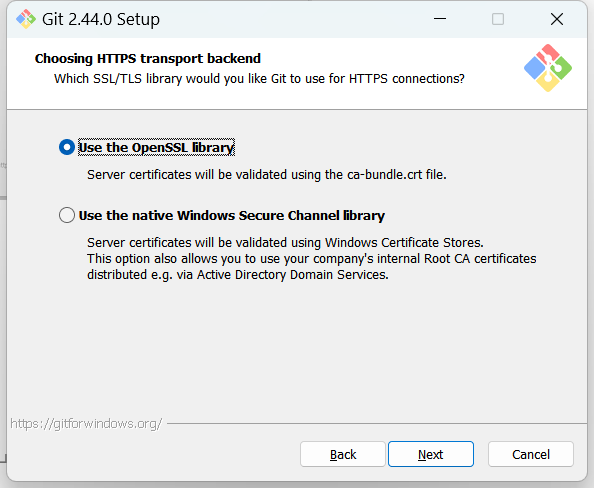 Git 2.44.0 Setup
Choosing HTTPS transport backend
Which SSL/TLS library would you like Git to use for HTTPS connections?
Use the OpenSSL library
Server certificates will be validated using the ca-bundle.crt file.
Use the native Windows Secure Channel library
Server certificates will be validated using Windows Certificate Stores.
This option also allows you to use your company's internal Root CA certificates
distributed e.g. via Active Directory Domain Services.
https://gitforwindows.org/
Back Next Cancel